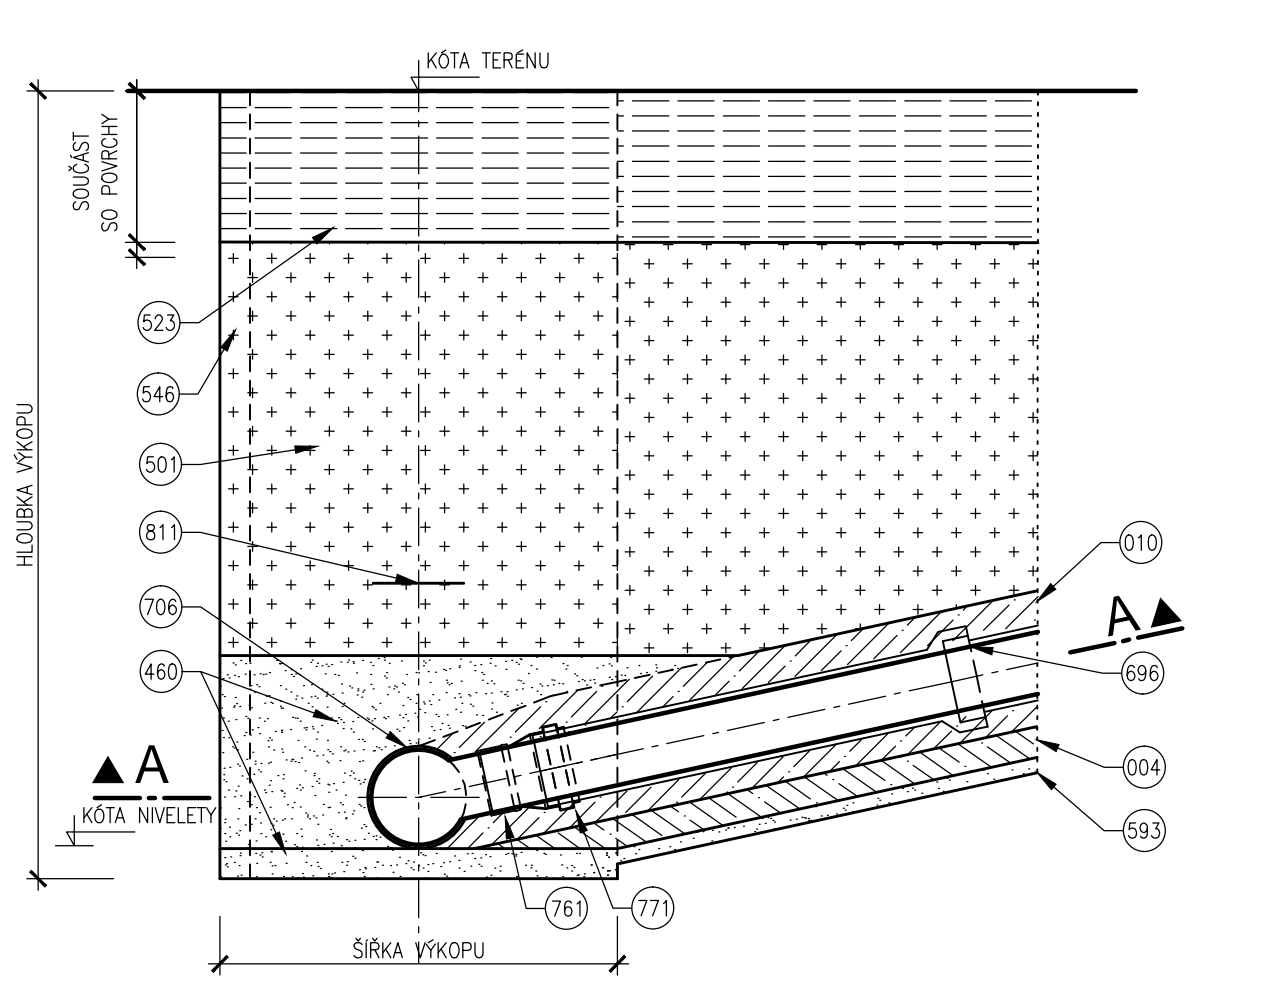 KÓTA TERÉNU
SOUČÁST
SO POVRCHY
523
546
501
HLOUBKA VÝKOPU
811
010
706
A
460
696
A
004
KÓTA NIVELETY
593
761
771
ŠÍŘKA VÝKOPU